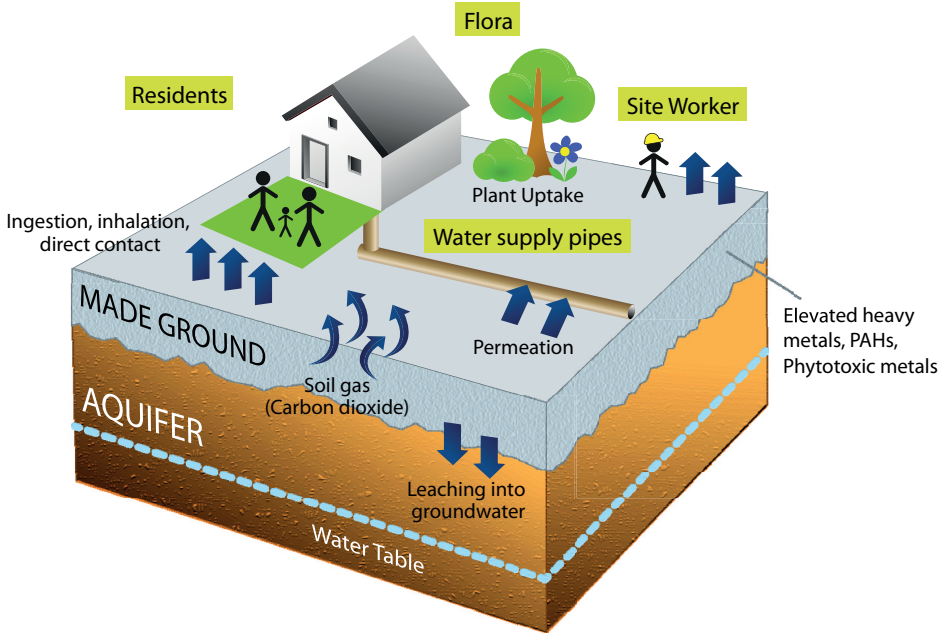 Flora
Residents
Site Worker
Plant Uptake
Ingestion, inhalation,
direct contact
Water supply pipes
MADE GROUND
Elevated heavy
metals, PAHs,
Phytotoxic metals
Permeation
Soil gas
(Carbon dioxide)
AQUIFER
Leaching into
groundwater
Water Table